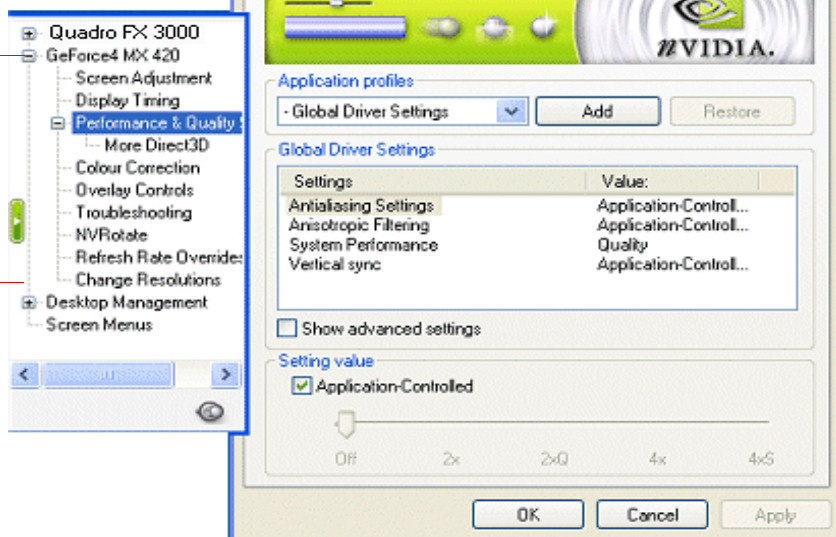 Quadro FX 3000
GeForce4 MX 420
Screen Adjustment
Display Timing
Performance & Quality
More Direct3D
Colour Correction
Overlay Controls
Troubleshooting
NVRotate
Refresh Rate Overrides
Change Resolutions
Desktop Management
Screen Menus
nVIDIA.
Application profiles
- Global Driver Settings
Add
Restore
Global Driver Settings
Settings Value:
Antialiasing Settings Application-Controll...
Anisotropic Filtering Application-Controll...
System Performance Quality
Vertical sync Application-Controll...
Show advanced settings
Setting value
Application-Controlled
Off 2x 2xQ 4x 4xS
OK Cancel Apply